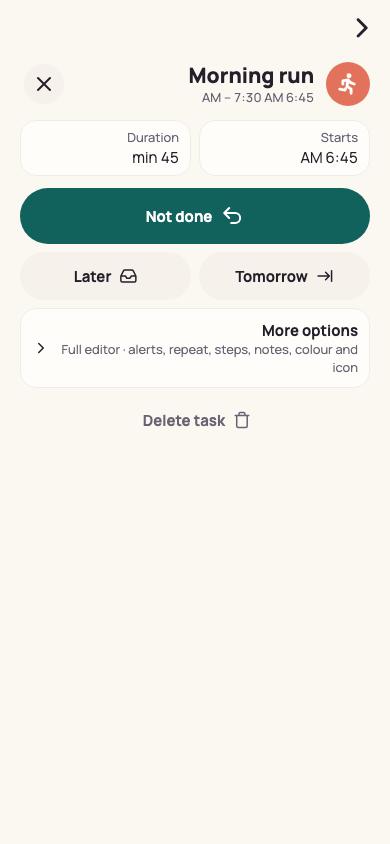 Morning run
AM – 7:30 AM 6:45
Starts
AM 6:45
Duration
min 45
Not done
Tomorrow
Later
More options
Full editor · alerts, repeat, steps, notes, colour and
icon
Delete task